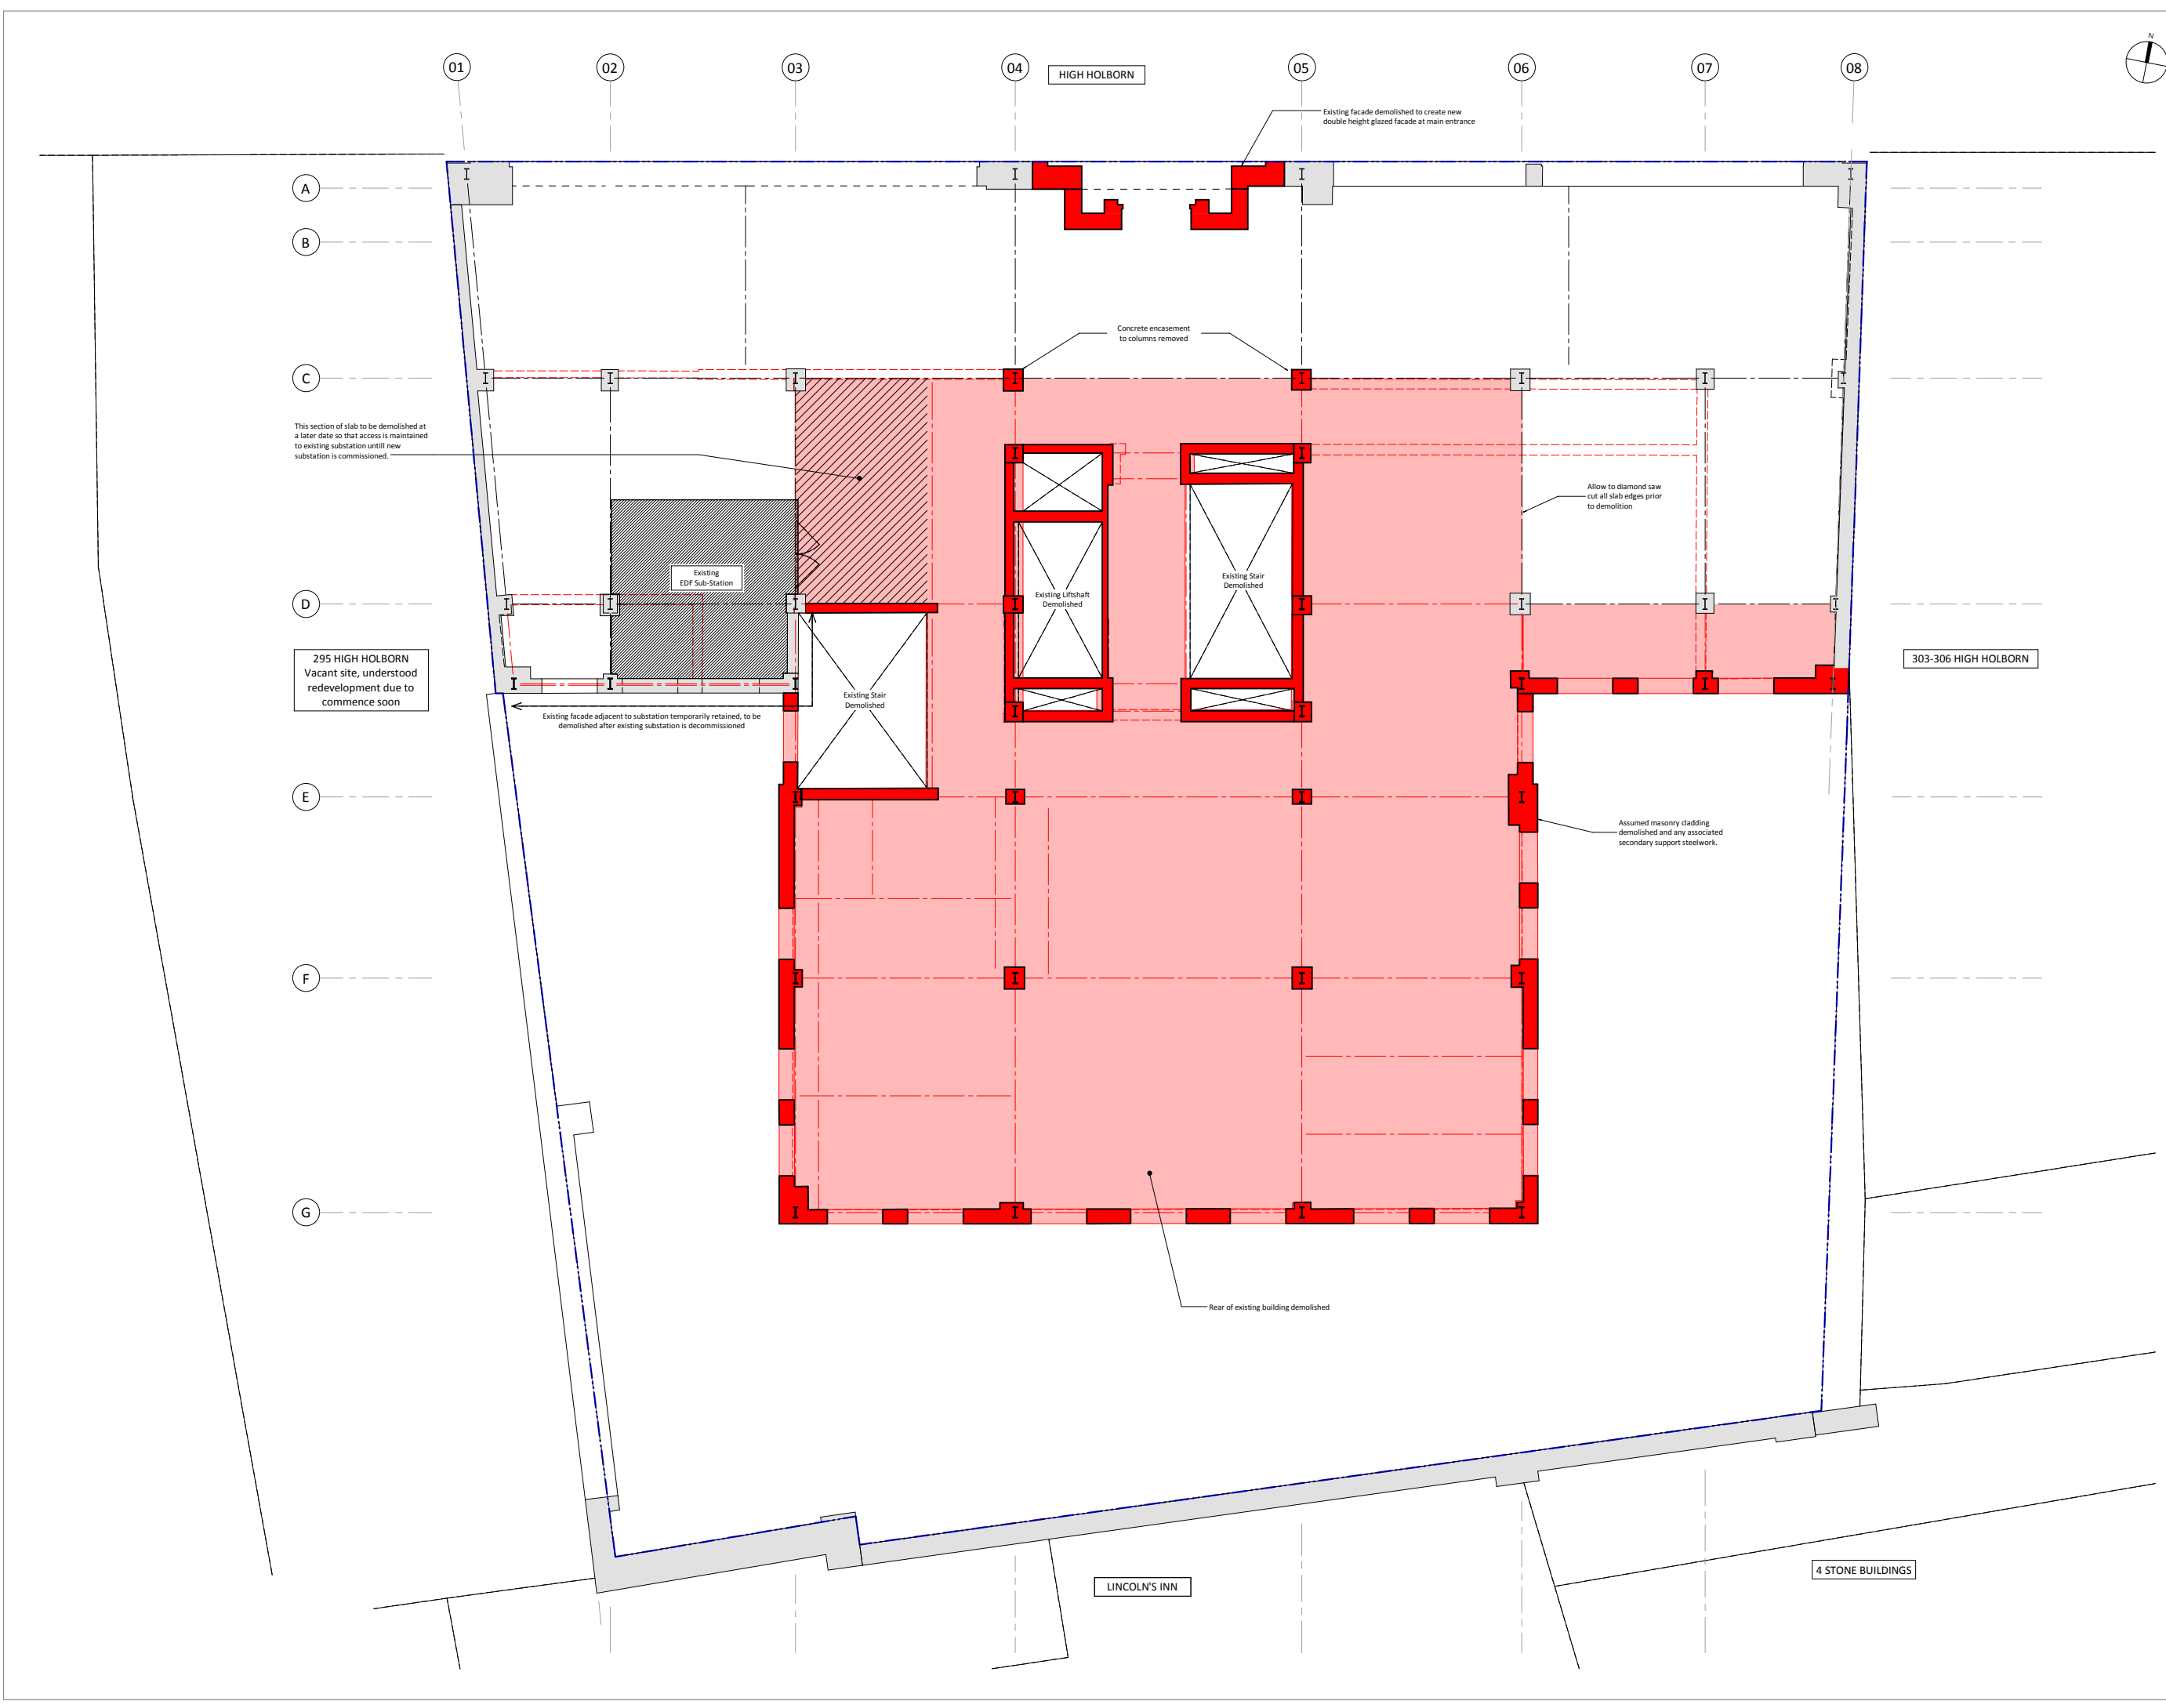 N
01
02
03
04
05
06
07
08
HIGH HOLBORN
Existing facade demolished to create new
double height glazed facade at main entrance
A
B
Concrete encasement
to columns removed
C
This section of slab to be demolished at
a later date so that access is maintained
to existing substation untill new
substation is commissioned.
Allow to diamond saw
cut all slab edges prior
to demolition
Existing
EDF Sub-Station
Existing Stair
Demolished
Existing Liftshaft
Demolished
D
295 HIGH HOLBORN
Vacant site, understood
redevelopment due to
commence soon
303-306 HIGH HOLBORN
Existing Stair
Demolished
Existing facade adjacent to substation temporarily retained, to be
demolished after existing substation is decommissioned
E
Assumed masonry cladding
demolished and any associated
secondary support steelwork.
F
G
Rear of existing building demolished
LINCOLN'S INN
4 STONE BUILDINGS